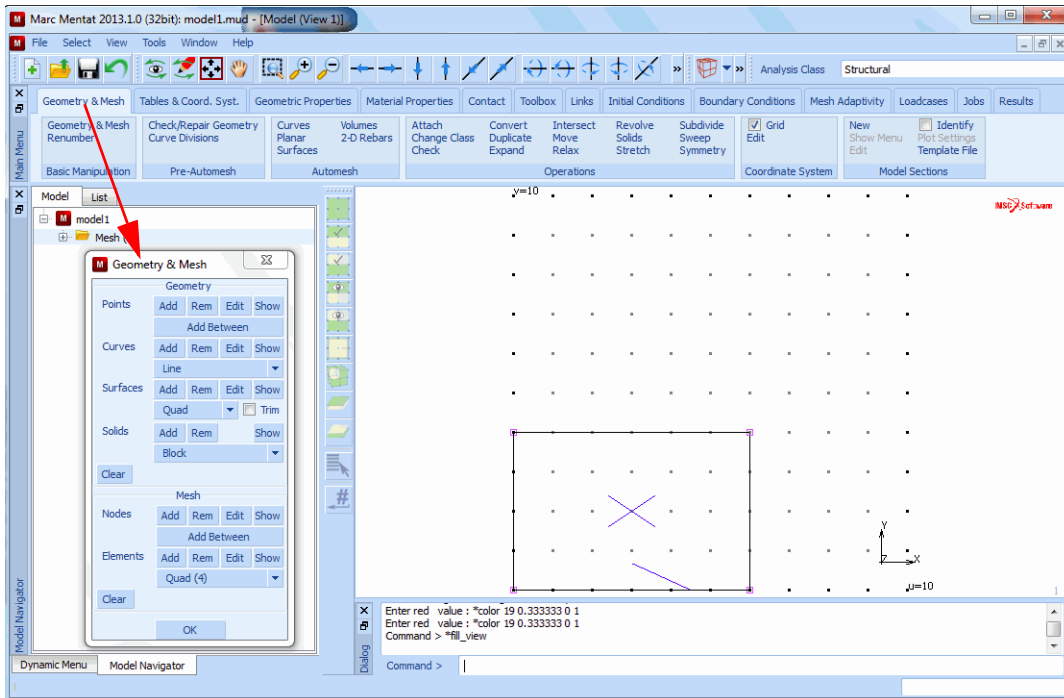 Marc Mentat 2013.1.0 (32bit): model1.mud - [Model (View 1)]
File Select View Tools Window Help
Analysis Class Structural
Geometry & Mesh Tables & Coord. Syst. Geometric Properties Material Properties Contact Toolbox Links Initial Conditions Boundary Conditions Mesh Adaptivity Loadcases Jobs Results
Main Menu
Geometry & Mesh Check/Repair Geometry Curves Volumes Attach Convert Intersect Revolve Subdivide Grid New Identify
Renumber Curve Divisions Planar 2-D Rebars Change Class Duplicate Move Solids Sweep Edit Show Menu Plot Settings
Surfaces Check Expand Relax Stretch Symmetry Edit Template File
Basic Manipulation Pre-Automesh Automesh Operations Coordinate System Model Sections
Model List
model1
Mesh (
Geometry & Mesh
Geometry
Points Add Rem Edit Show
Add Between
Curves Add Rem Edit Show
Line
Surfaces Add Rem Edit Show
Quad Trim
Solids Add Rem Show
Block
Clear
Mesh
Nodes Add Rem Edit Show
Add Between
Elements Add Rem Edit Show
Quad (4)
Clear
OK
Model Navigator
Dynamic Menu Model Navigator
v=10
MSC Software
Y
Z X
u=10
1
Dialog
Enter red value : *color 19 0.333333 0 1
Enter red value : *color 19 0.333333 0 1
Command > *fill_view
Command >